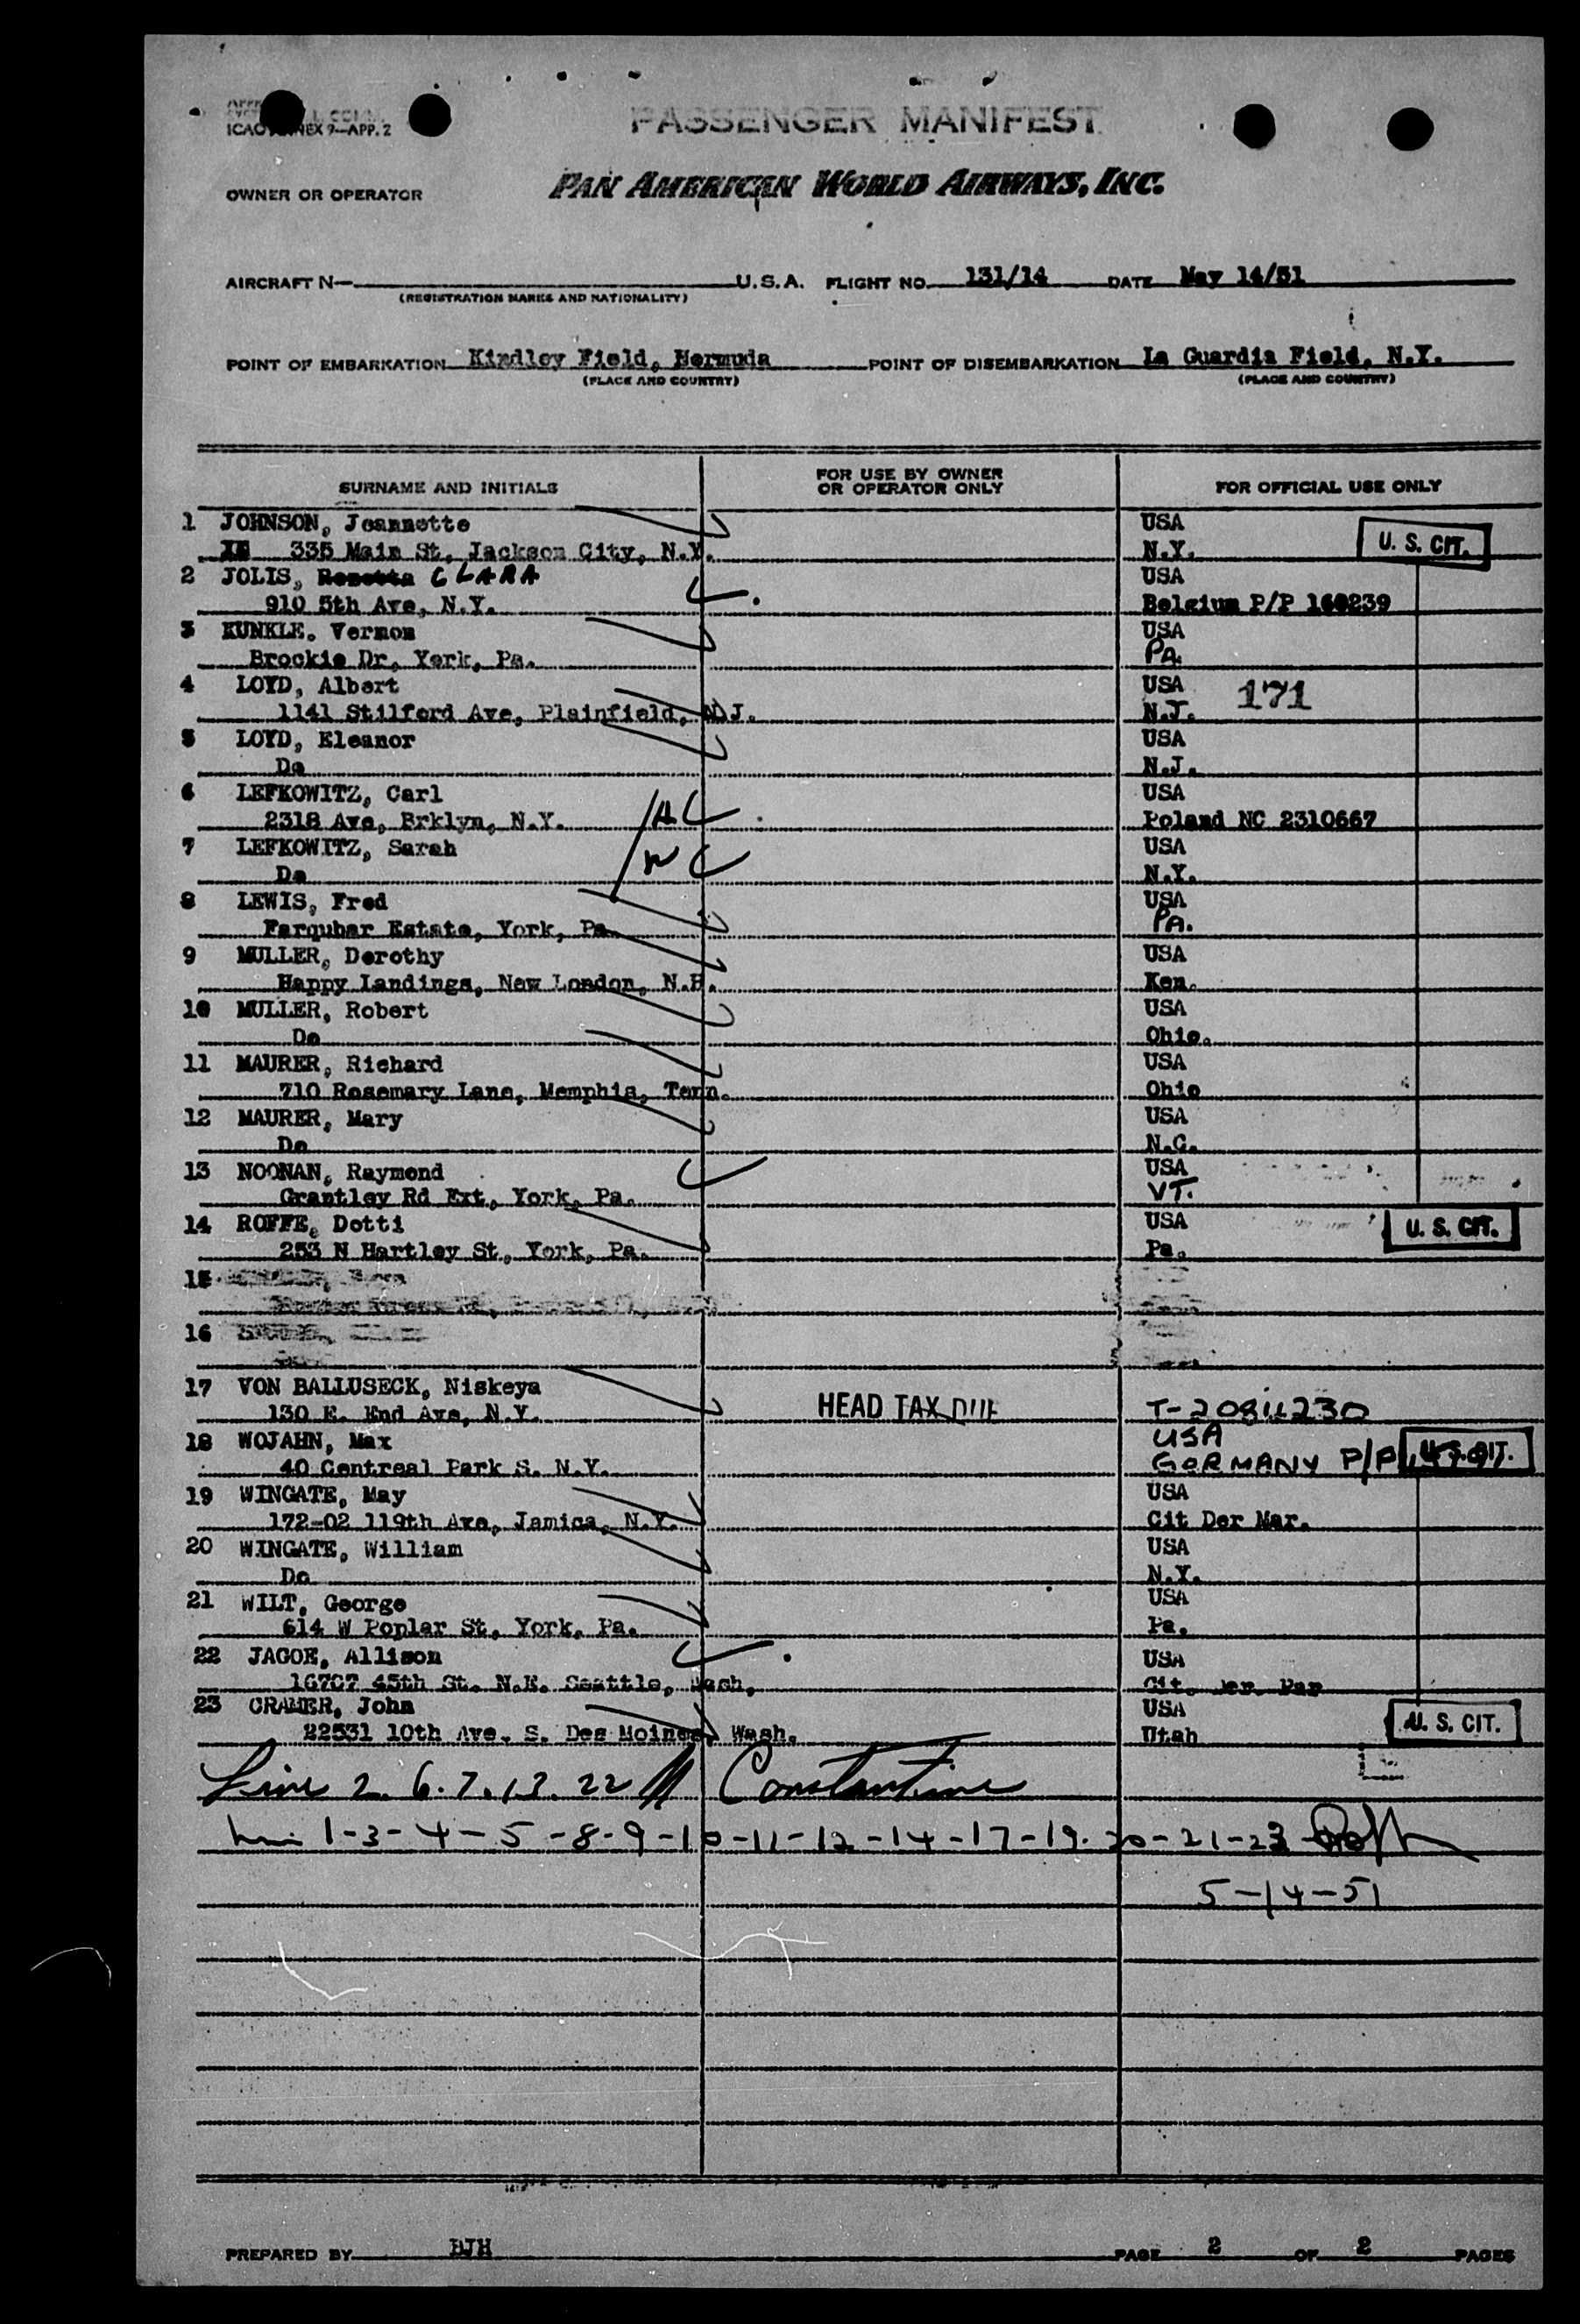 ICAO ANNEX 9—APP. 2
PASSENGER MANIFEST
OWNER OR OPERATOR PAN AMERICAN WORLD AIRWAYS, INC.
AIRCRAFT N— U.S.A. FLIGHT NO. 131/14 DATE May 14/51
(REGISTRATION MARKS AND NATIONALITY)
POINT OF EMBARKATION Kindley Field, Bermuda POINT OF DISEMBARKATION La Guardia Field, N.Y.
(PLACE AND COUNTRY) (PLACE AND COUNTRY)
SURNAME AND INITIALS FOR USE BY OWNER OR OPERATOR ONLY FOR OFFICIAL USE ONLY
1 JOHNSON, Jeannette USA
335 Main St, Jackson City, N.Y. N.Y. U. S. CIT.
2 JOLIS, Rosetta CLARA USA
910 5th Ave, N.Y. Belgium P/P 160239
3 KUNKLE. Vernon USA
Brockie Dr, York, Pa. PA.
4 LOYD, Albert USA 171
1141 Stilford Ave, Plainfield, N.J. N.J.
5 LOYD, Eleanor USA
Do N.J.
6 LEFKOWITZ, Carl USA
2318 Ave, Brklyn, N.Y. Poland NC 2310667
7 LEFKOWITZ, Sarah USA
Do N.Y.
8 LEWIS, Fred USA
Farquhar Estate, York, Pa. PA.
9 MULLER, Dorothy USA
Happy Landings, New London, N.H. Ken.
10 MULLER, Robert USA
Do Ohio.
11 MAURER, Richard USA
710 Rosemary Lane, Memphis, Tenn. Ohio
12 MAURER, Mary USA
Do N.C.
13 NOONAN, Raymond USA
Grantley Rd Ext, York, Pa. VT.
14 ROFFE, Dotti USA U. S. CIT.
253 N Hartley St, York, Pa. Pa.
15
16
17 VON BALLUSECK, Niskeya
130 E. End Ave, N.Y. HEAD TAX DUE T-2081230
18 WOJAHN, Max USA
40 Centreal Park S. N.Y. GERMANY P/P U. S. CIT.
19 WINGATE, May USA
172-02 119th Ave, Jamica, N.Y. Cit Der Mar.
20 WINGATE, William USA
Do N.Y.
21 WILT, George USA
614 W Poplar St, York, Pa. Pa.
22 JAGOE, Allison USA
16707 45th St. N.E. Seattle, Wash. Cit. Der. Par
23 CRAMER, John USA
22531 10th Ave. S. Des Moines, Wash. Utah U. S. CIT.
Line 2. 6. 7. 13. 22 Constantine
1-3-4-5-8-9-10-11-12-14-17-19-20-21-23
5-14-51
PREPARED BY BJH PAGE 2 OF 2 PAGES